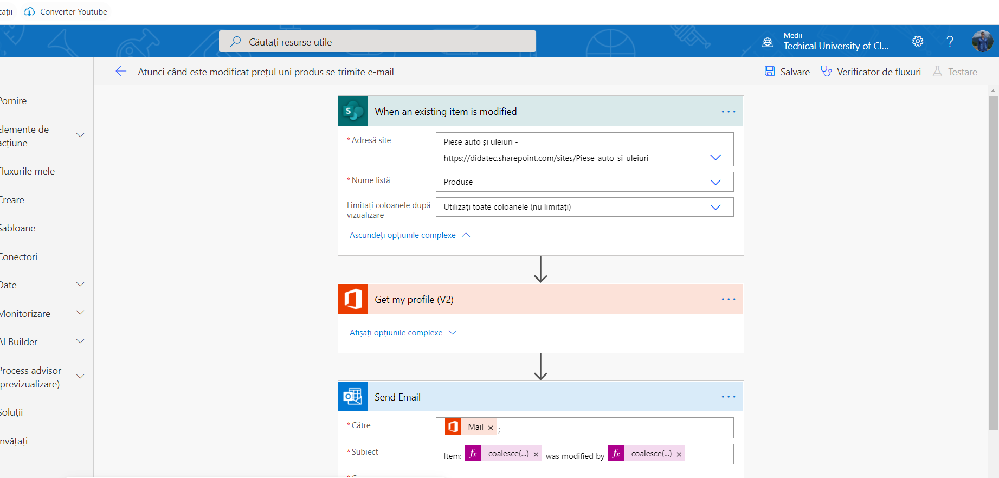 Converter Youtube
Căutați resurse utile
Medii
Techical University of Cl...
Atunci când este modificat prețul uni produs se trimite e-mail
Salvare
Verificator de fluxuri
Testare
Pornire
Elemente de
acțiune
Fluxurile mele
Creare
Șabloane
Conectori
Date
Monitorizare
AI Builder
Process advisor
previzualizare)
Soluții
nvățați
When an existing item is modified
* Adresă site
Piese auto și uleiuri -
https://didatec.sharepoint.com/sites/Piese_auto_si_uleiuri
* Nume listă
Produse
Limitați coloanele după
vizualizare
Utilizați toate coloanele (nu limitați)
Ascundeți opțiunile complexe
Get my profile (V2)
Afișați opțiunile complexe
Send Email
* Către
Mail × ;
* Subiect
Item: fx coalesce(...) × was modified by fx coalesce(...) ×